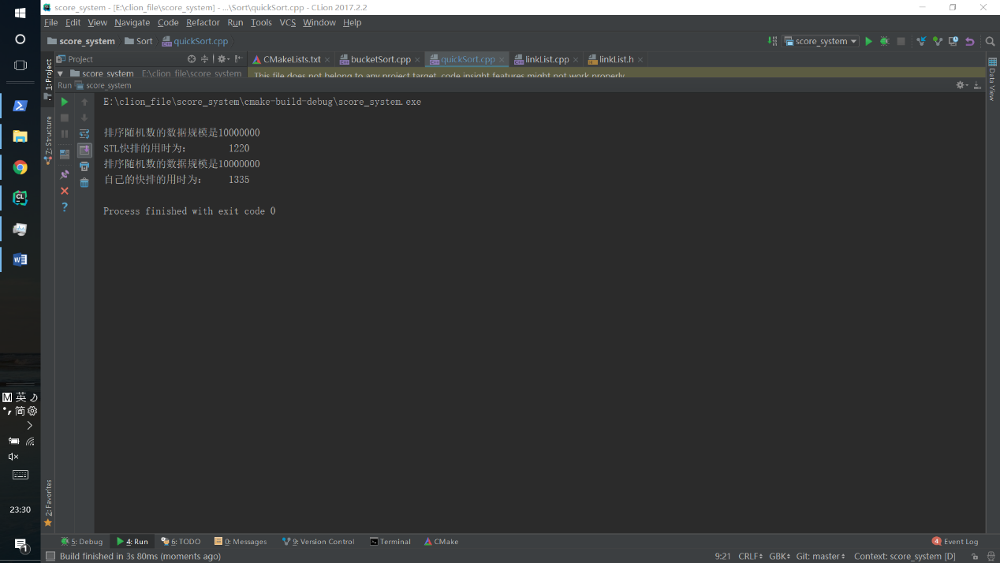 score_system - [E:\clion_file\score_system] - ...\Sort\quickSort.cpp - CLion 2017.2.2
File Edit View Navigate Code Refactor Run Tools VCS Window Help
score_system Sort quickSort.cpp score_system
1: Project
Project CMakeLists.txt bucketSort.cpp quickSort.cpp linkList.cpp linkList.h
score_system E:\clion_file\score_system This file does not belong to any project target, code insight features might not work properly
Run score_system
Data View
Z: Structure
2: Favorites
E:\clion_file\score_system\cmake-build-debug\score_system.exe
排序随机数的数据规模是10000000
STL快排的用时为: 1220
排序随机数的数据规模是10000000
自己的快排的用时为: 1335
Process finished with exit code 0
CL
W
M 英
简
23:30
1
5: Debug 4: Run 6: TODO 0: Messages 9: Version Control Terminal CMake 4 Event Log
Build finished in 3s 80ms (moments ago) 9:21 CRLF GBK Git: master Context: score_system [D]